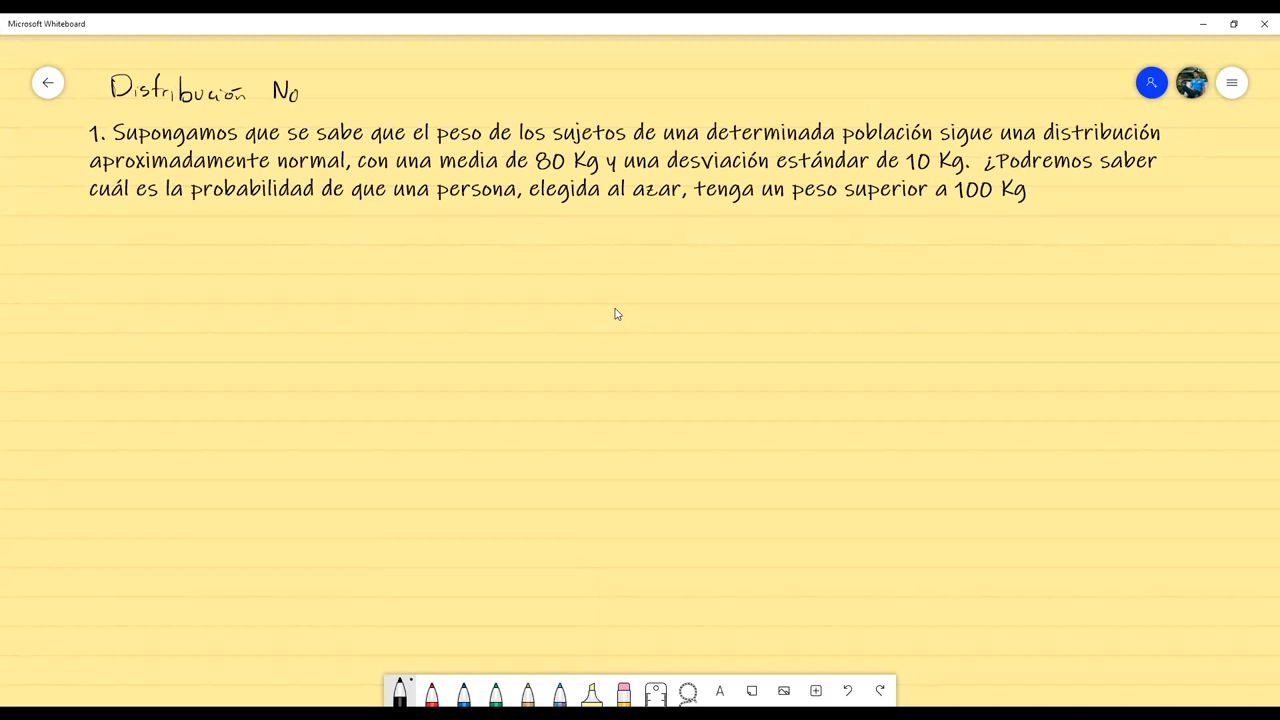 Microsoft Whiteboard
Distribución No
1. Supongamos que se sabe que el peso de los sujetos de una determinada población sigue una distribución
aproximadamente normal, con una media de 80 Kg y una desviación estándar de 10 Kg. ¿Podremos saber
cuál es la probabilidad de que una persona, elegida al azar, tenga un peso superior a 100 Kg
A